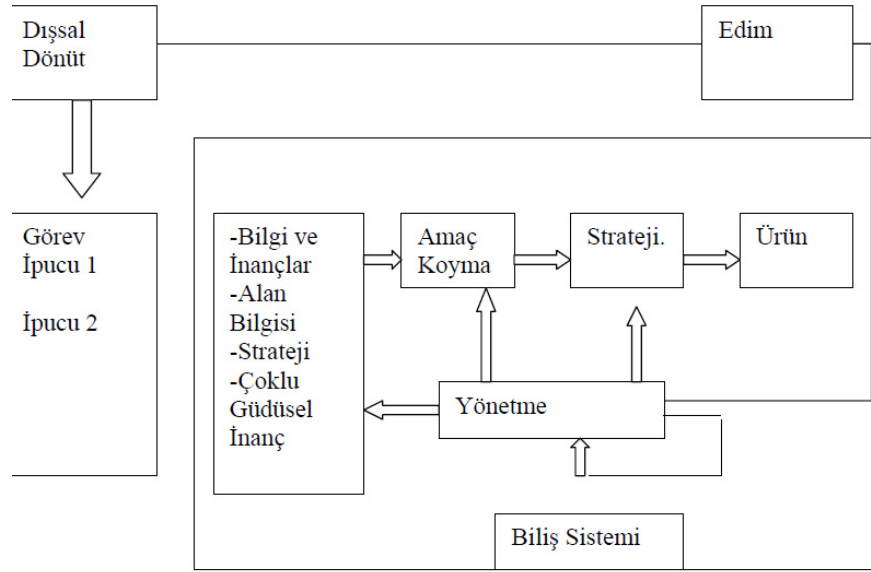 Dışsal
Dönüt
Edim
Görev
İpucu 1
İpucu 2
-Bilgi ve
İnançlar
-Alan
Bilgisi
-Strateji
-Çoklu
Güdüsel
İnanç
Amaç
Koyma
Strateji.
Ürün
Yönetme
Biliş Sistemi